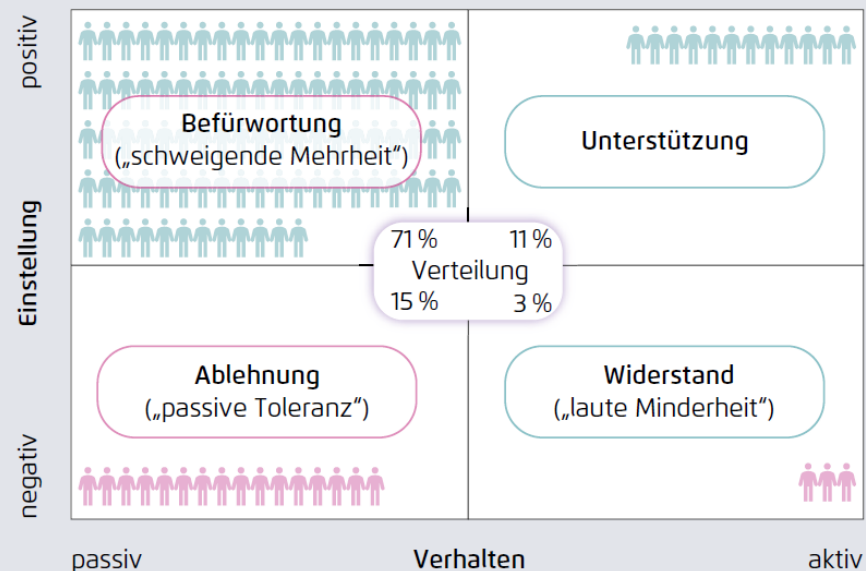 positiv
Einstellung
negativ
Befürwortung
(„schweigende Mehrheit“)
Unterstützung
71 % 11 %
Verteilung
15 % 3 %
Ablehnung
(„passive Toleranz“)
Widerstand
(„laute Minderheit“)
passiv Verhalten aktiv